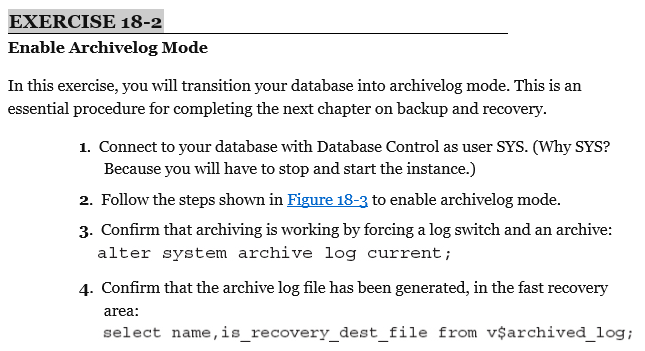 EXERCISE 18-2
Enable Archivelog Mode
In this exercise, you will transition your database into archivelog mode. This is an
essential procedure for completing the next chapter on backup and recovery.
1. Connect to your database with Database Control as user SYS. (Why SYS?
Because you will have to stop and start the instance.)
2. Follow the steps shown in Figure 18-3 to enable archivelog mode.
3. Confirm that archiving is working by forcing a log switch and an archive:
alter system archive log current;
4. Confirm that the archive log file has been generated, in the fast recovery
area:
select name,is_recovery_dest_file from v$archived_log;